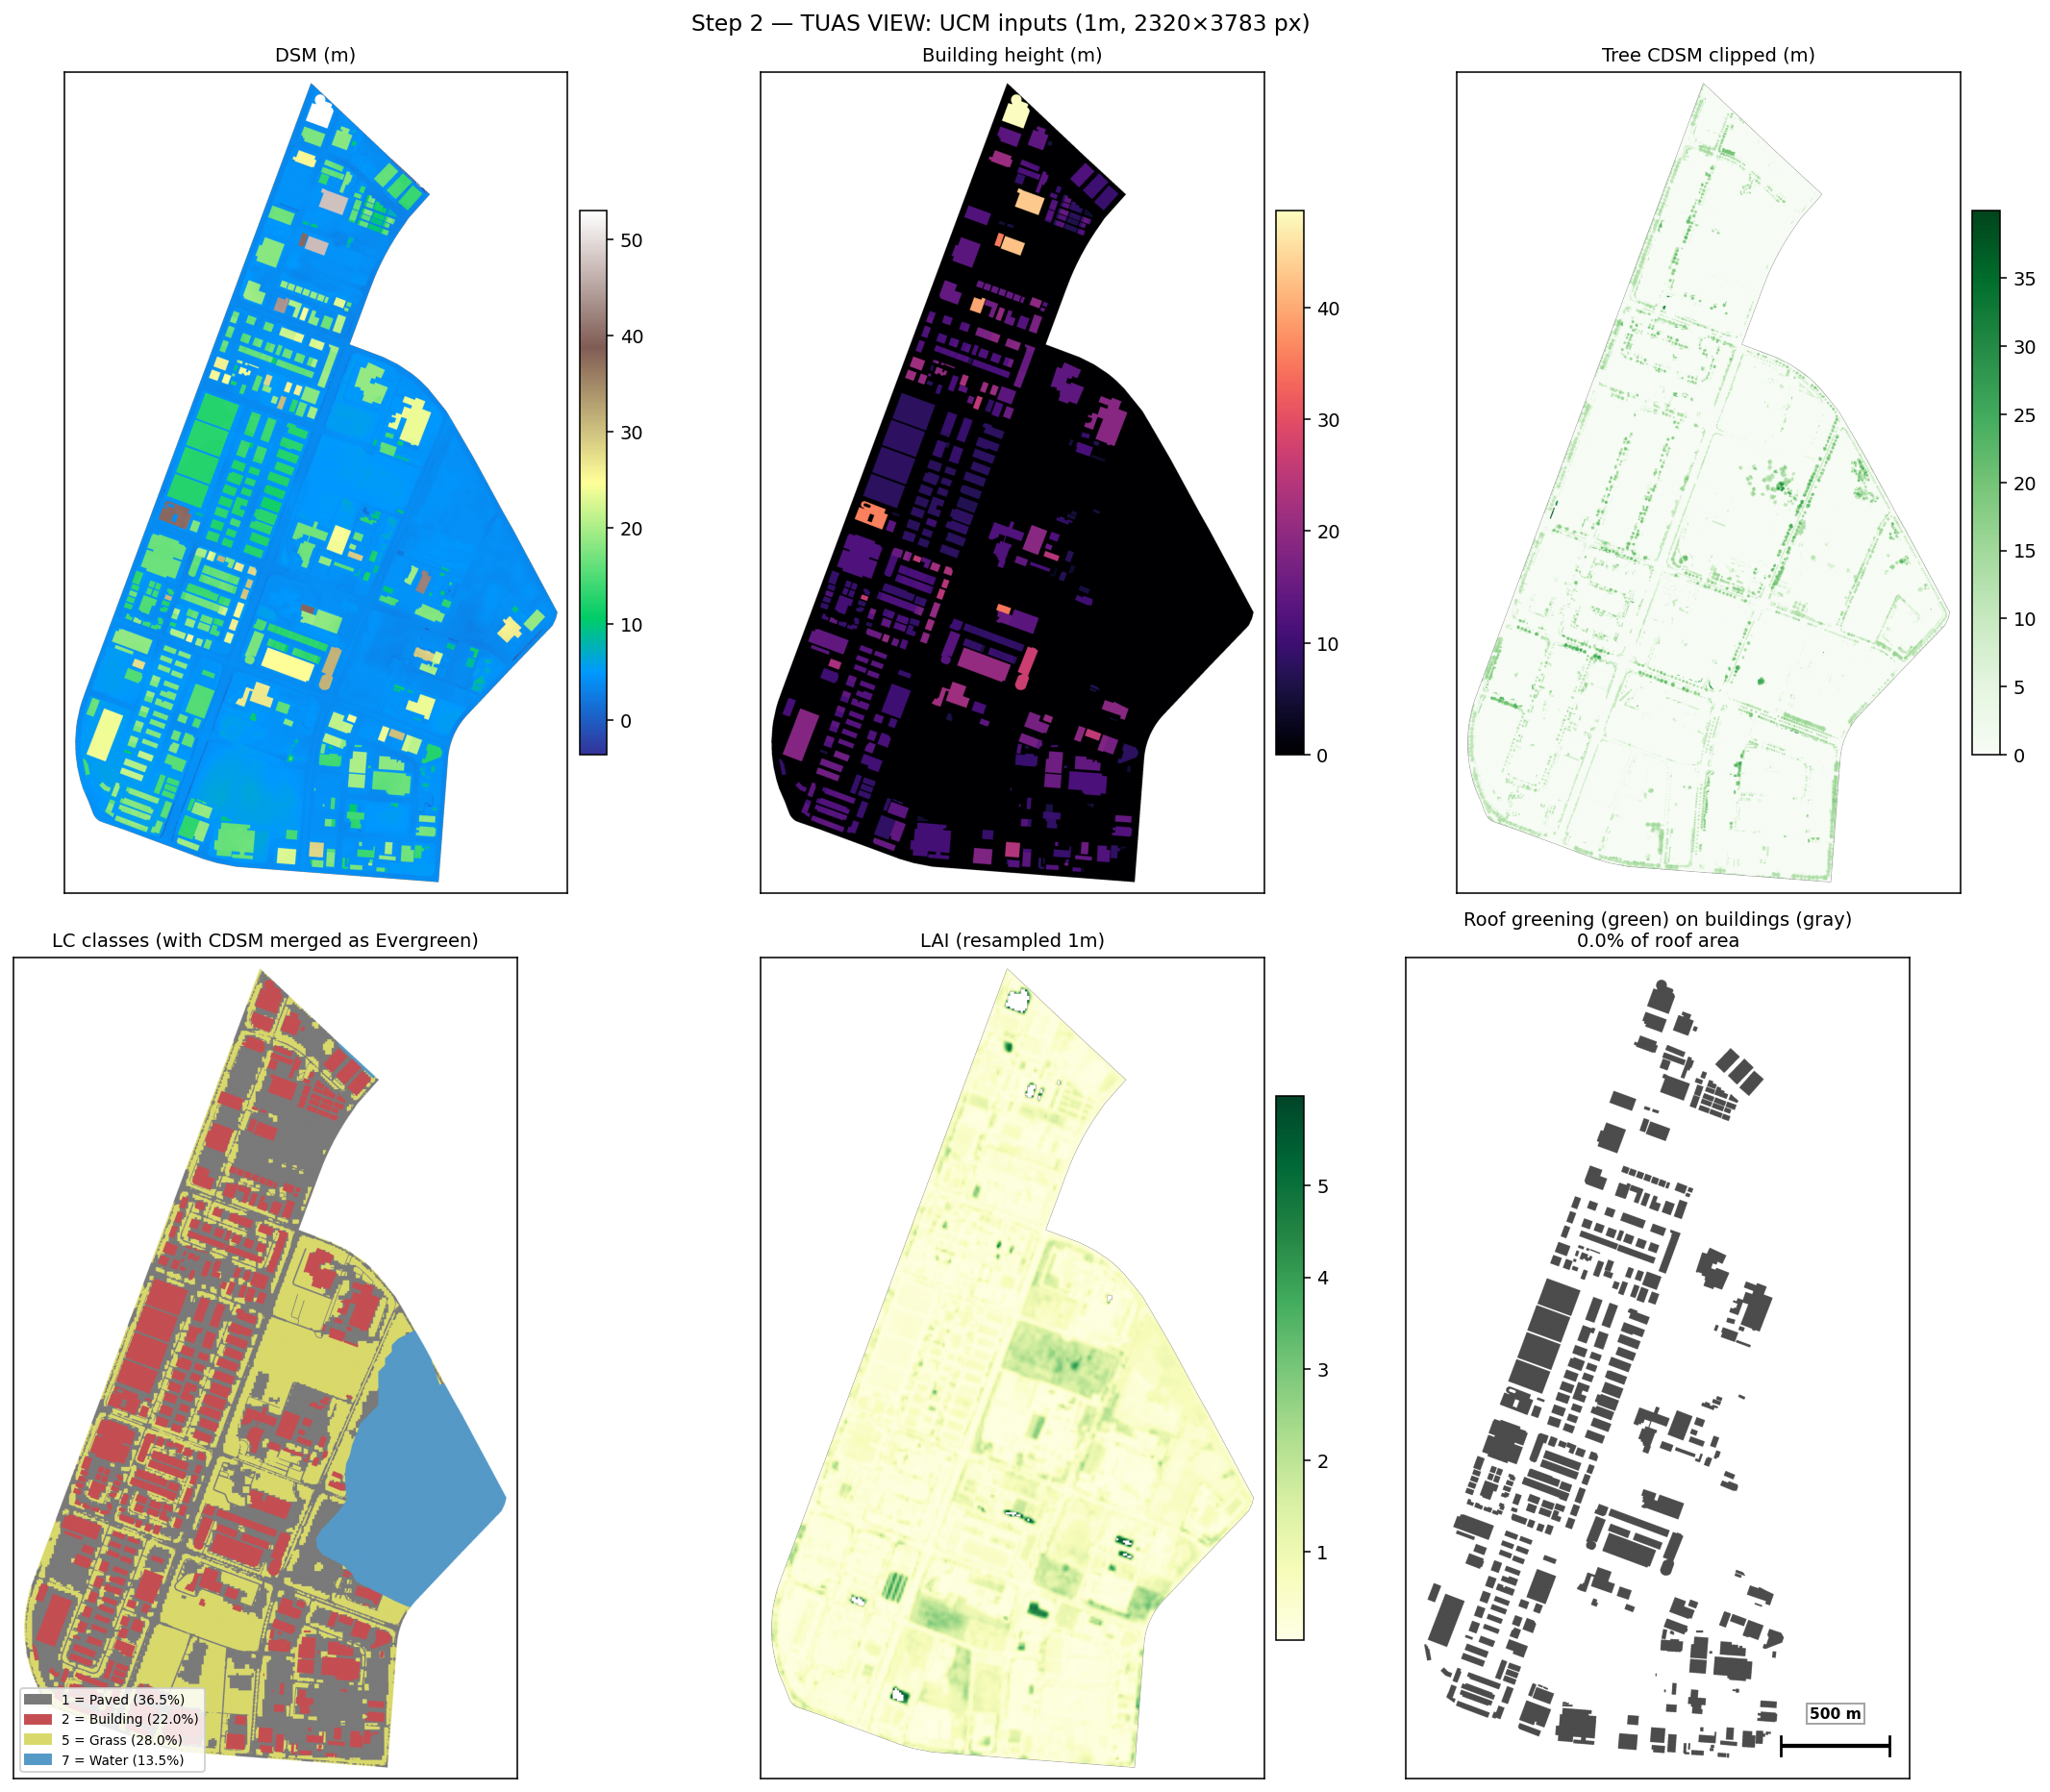 Step 2 — TUAS VIEW: UCM inputs (1m, 2320×3783 px)
DSM (m)
50
40
30
20
10
0
Building height (m)
40
30
20
10
0
Tree CDSM clipped (m)
35
30
25
20
15
10
5
0
LC classes (with CDSM merged as Evergreen)
1 = Paved (36.5%)
2 = Building (22.0%)
5 = Grass (28.0%)
7 = Water (13.5%)
LAI (resampled 1m)
5
4
3
2
1
Roof greening (green) on buildings (gray)
0.0% of roof area
500 m